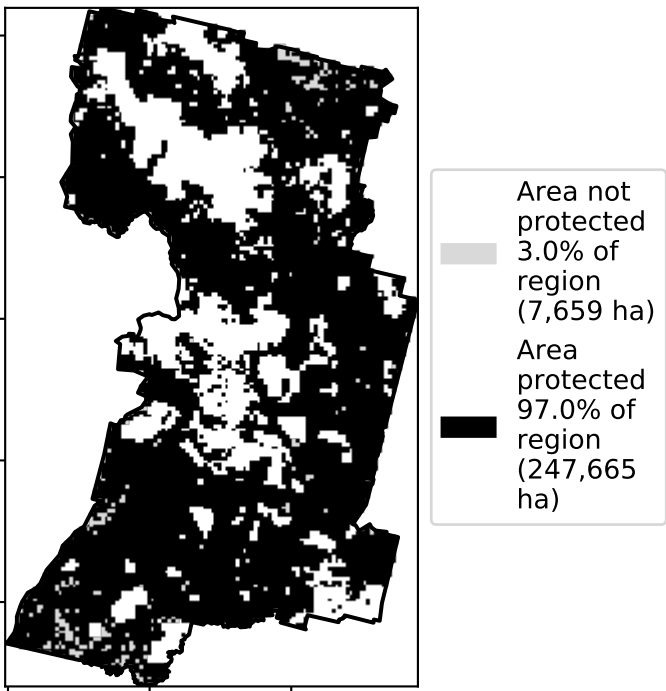 Area not
protected
3.0% of
region
(7,659 ha)
Area
protected
97.0% of
region
(247,665
ha)